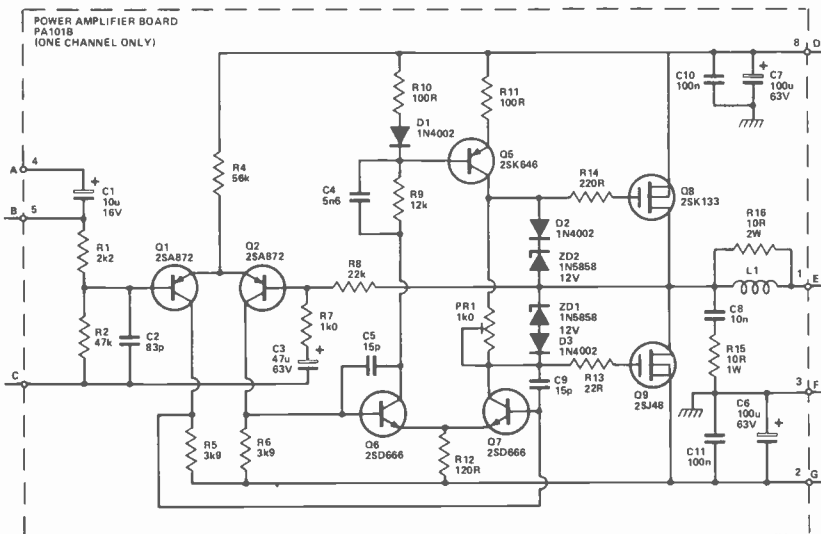 POWER AMPLIFIER BOARD
PA101B
(ONE CHANNEL ONLY)
8
D
R10
100R
R11
100R
C10
100n
+
C7
100u
63V
D1
1N4002
A
4
R4
56k
Q5
2SK646
+
C1
10u
16V
C4
5n6
R9
12k
R14
220R
Q8
2SK133
B
5
R1
2k2
Q1
2SA872
Q2
2SA872
R8
22k
D2
1N4002
ZD2
1N5858
12V
R16
10R
2W
L1
1
E
R7
1k0
PR1
1k0
ZD1
1N5858
12V
D3
1N4002
C8
10n
R2
47k
C2
83p
C3
47u
63V
+
C5
15p
C9
15p
R13
22R
R15
10R
1W
C
Q9
2SJ48
3
F
C6
100u
63V
+
R5
3k9
R6
3k9
Q6
2SD666
Q7
2SD666
R12
120R
C11
100n
2
G